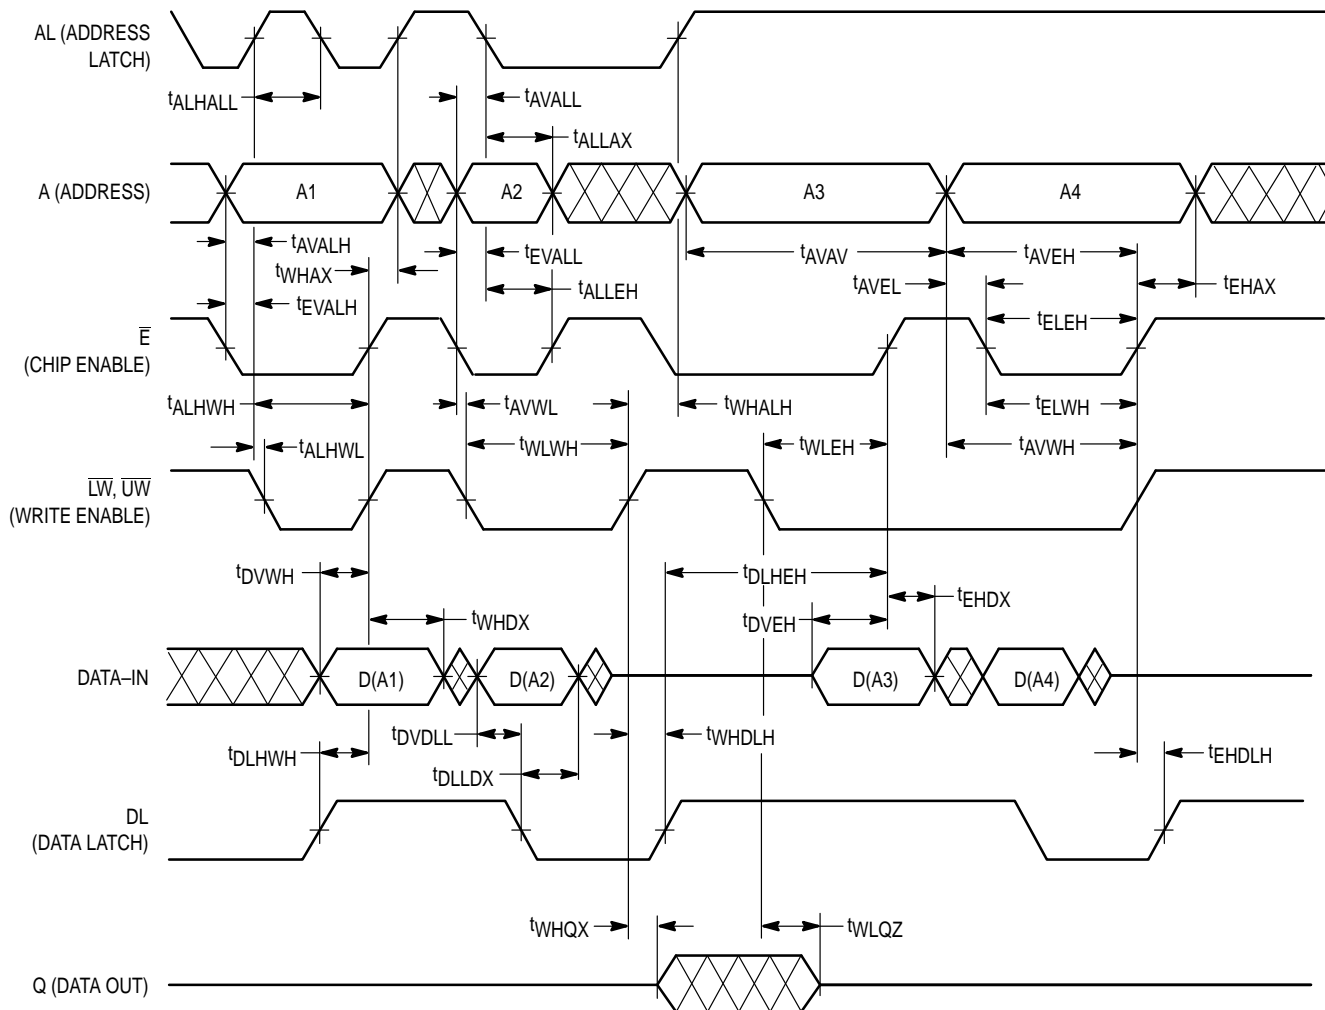 AL (ADDRESS
LATCH)
tALHALL
tAVALL
tALLAX
A (ADDRESS)
A1
A2
A3
A4
tAVALH
tEVALL
tAVAV
tAVEH
tWHAX
tALLEH
tAVEL
tEHAX
tEVALH
tELEH
E
(CHIP ENABLE)
tALHWH
tAVWL
tWHALH
tELWH
tALHWL
tWLWH
tWLEH
tAVWH
LW, UW
(WRITE ENABLE)
tDVWH
tDLHEH
tWHDX
tDVEH
tEHDX
DATA–IN
D(A1)
D(A2)
D(A3)
D(A4)
tDLHWH
tDVDLL
tWHDLH
tEHDLH
tDLLDX
DL
(DATA LATCH)
tWHQX
tWLQZ
Q (DATA OUT)